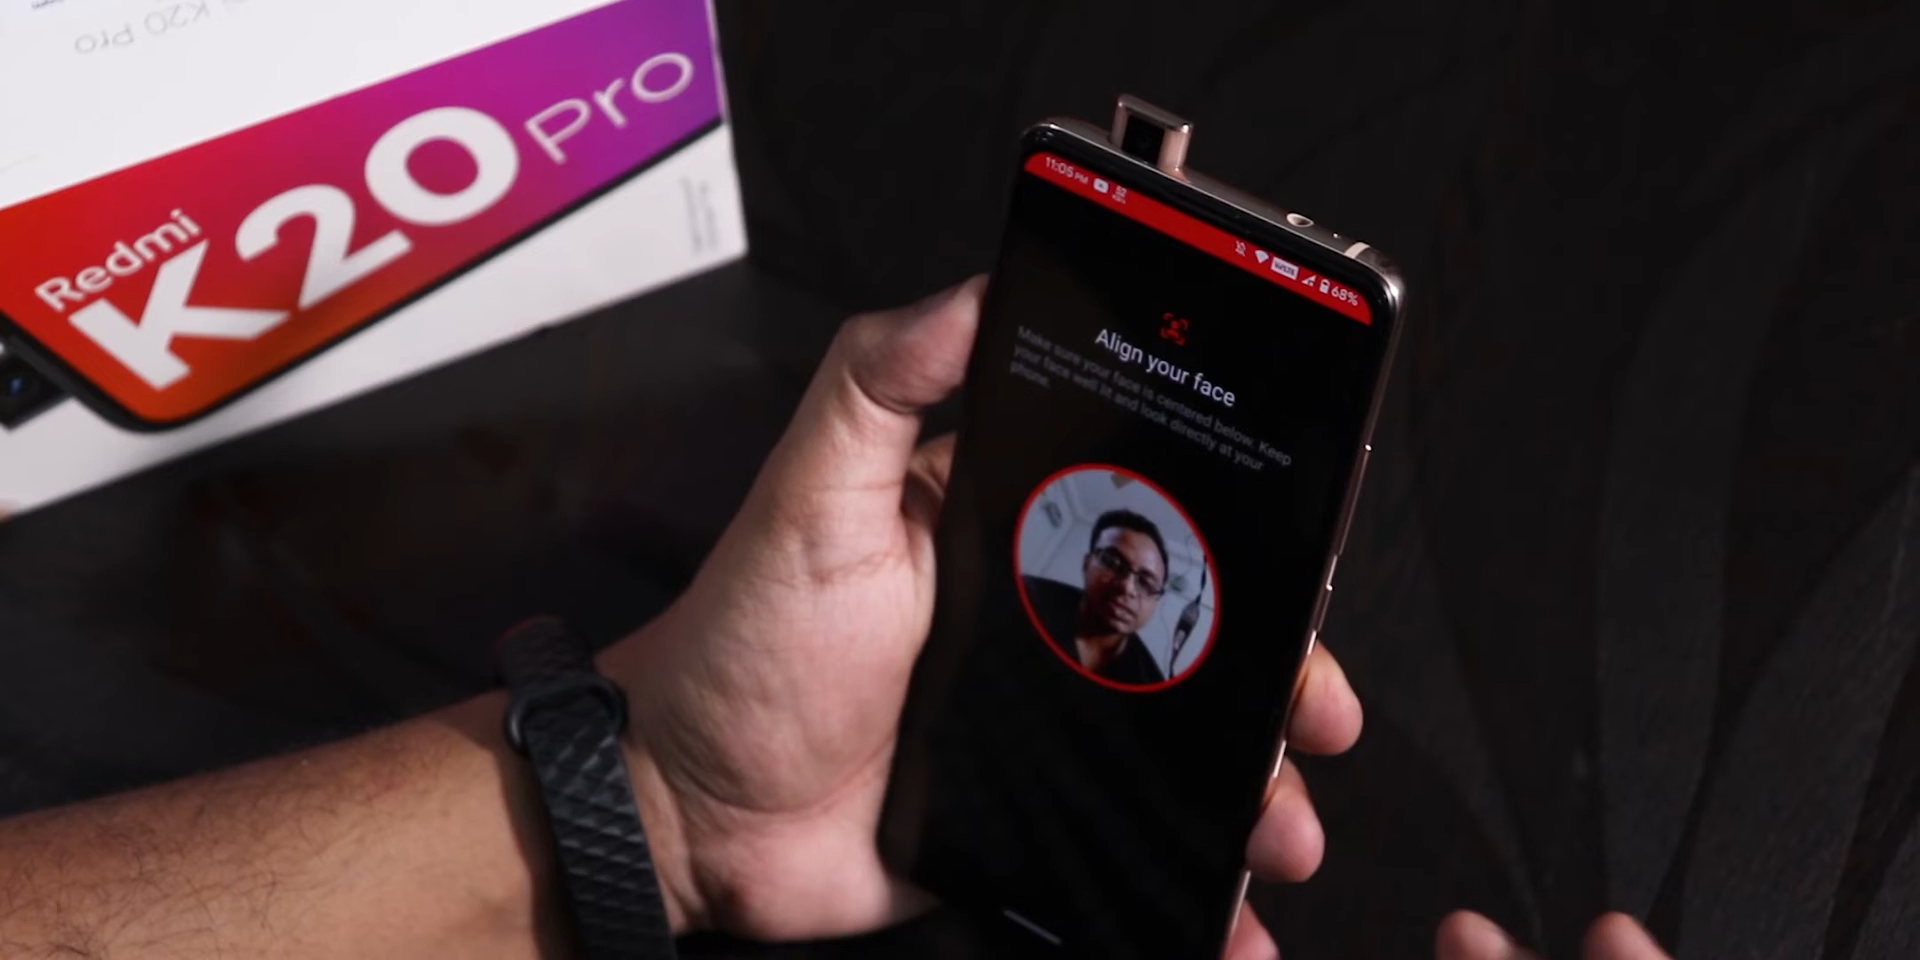 K20 Pro
Redmi
K20 Pro
11:05 PM
68%
Align your face
Make sure your face is centered below. Keep
your face well lit and look directly at your
phone.